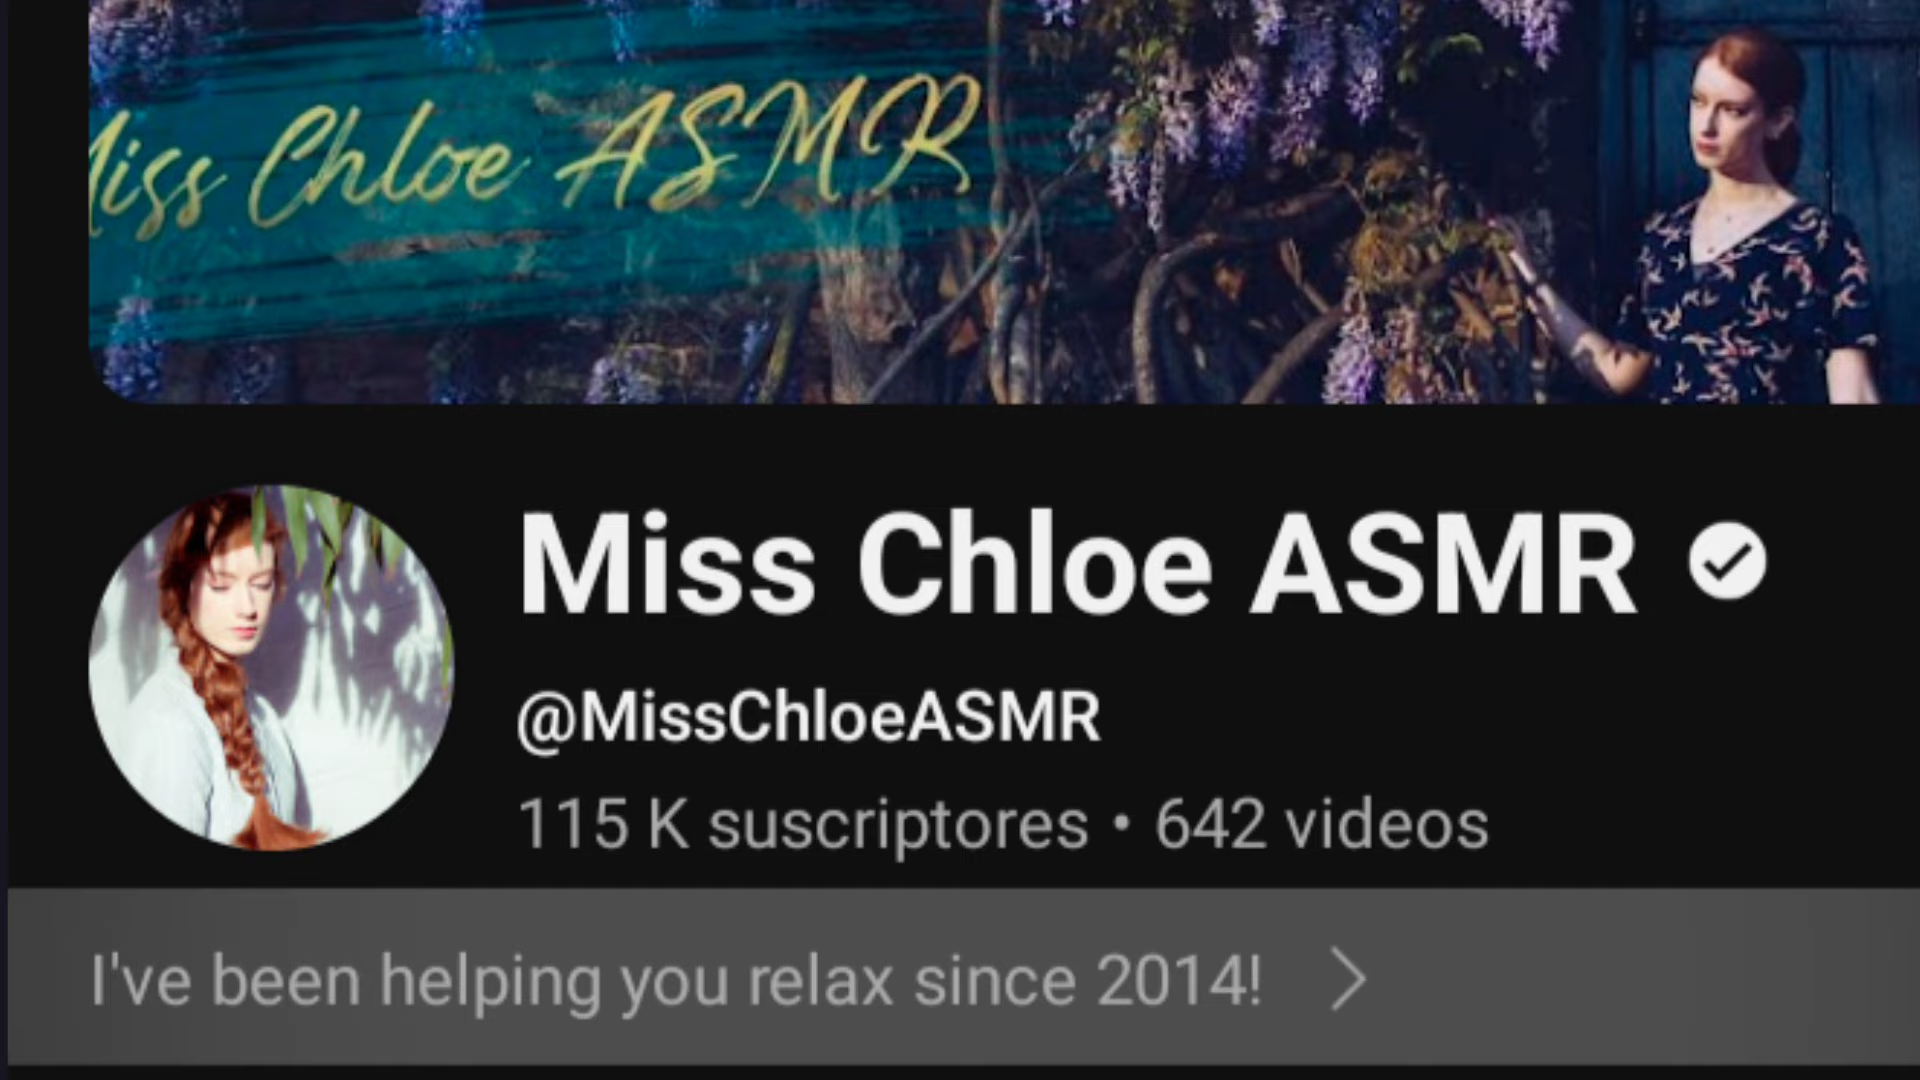 Miss Chloe ASMR
Miss Chloe ASMR
@MissChloeASMR
115 K suscriptores • 642 videos
I've been helping you relax since 2014!